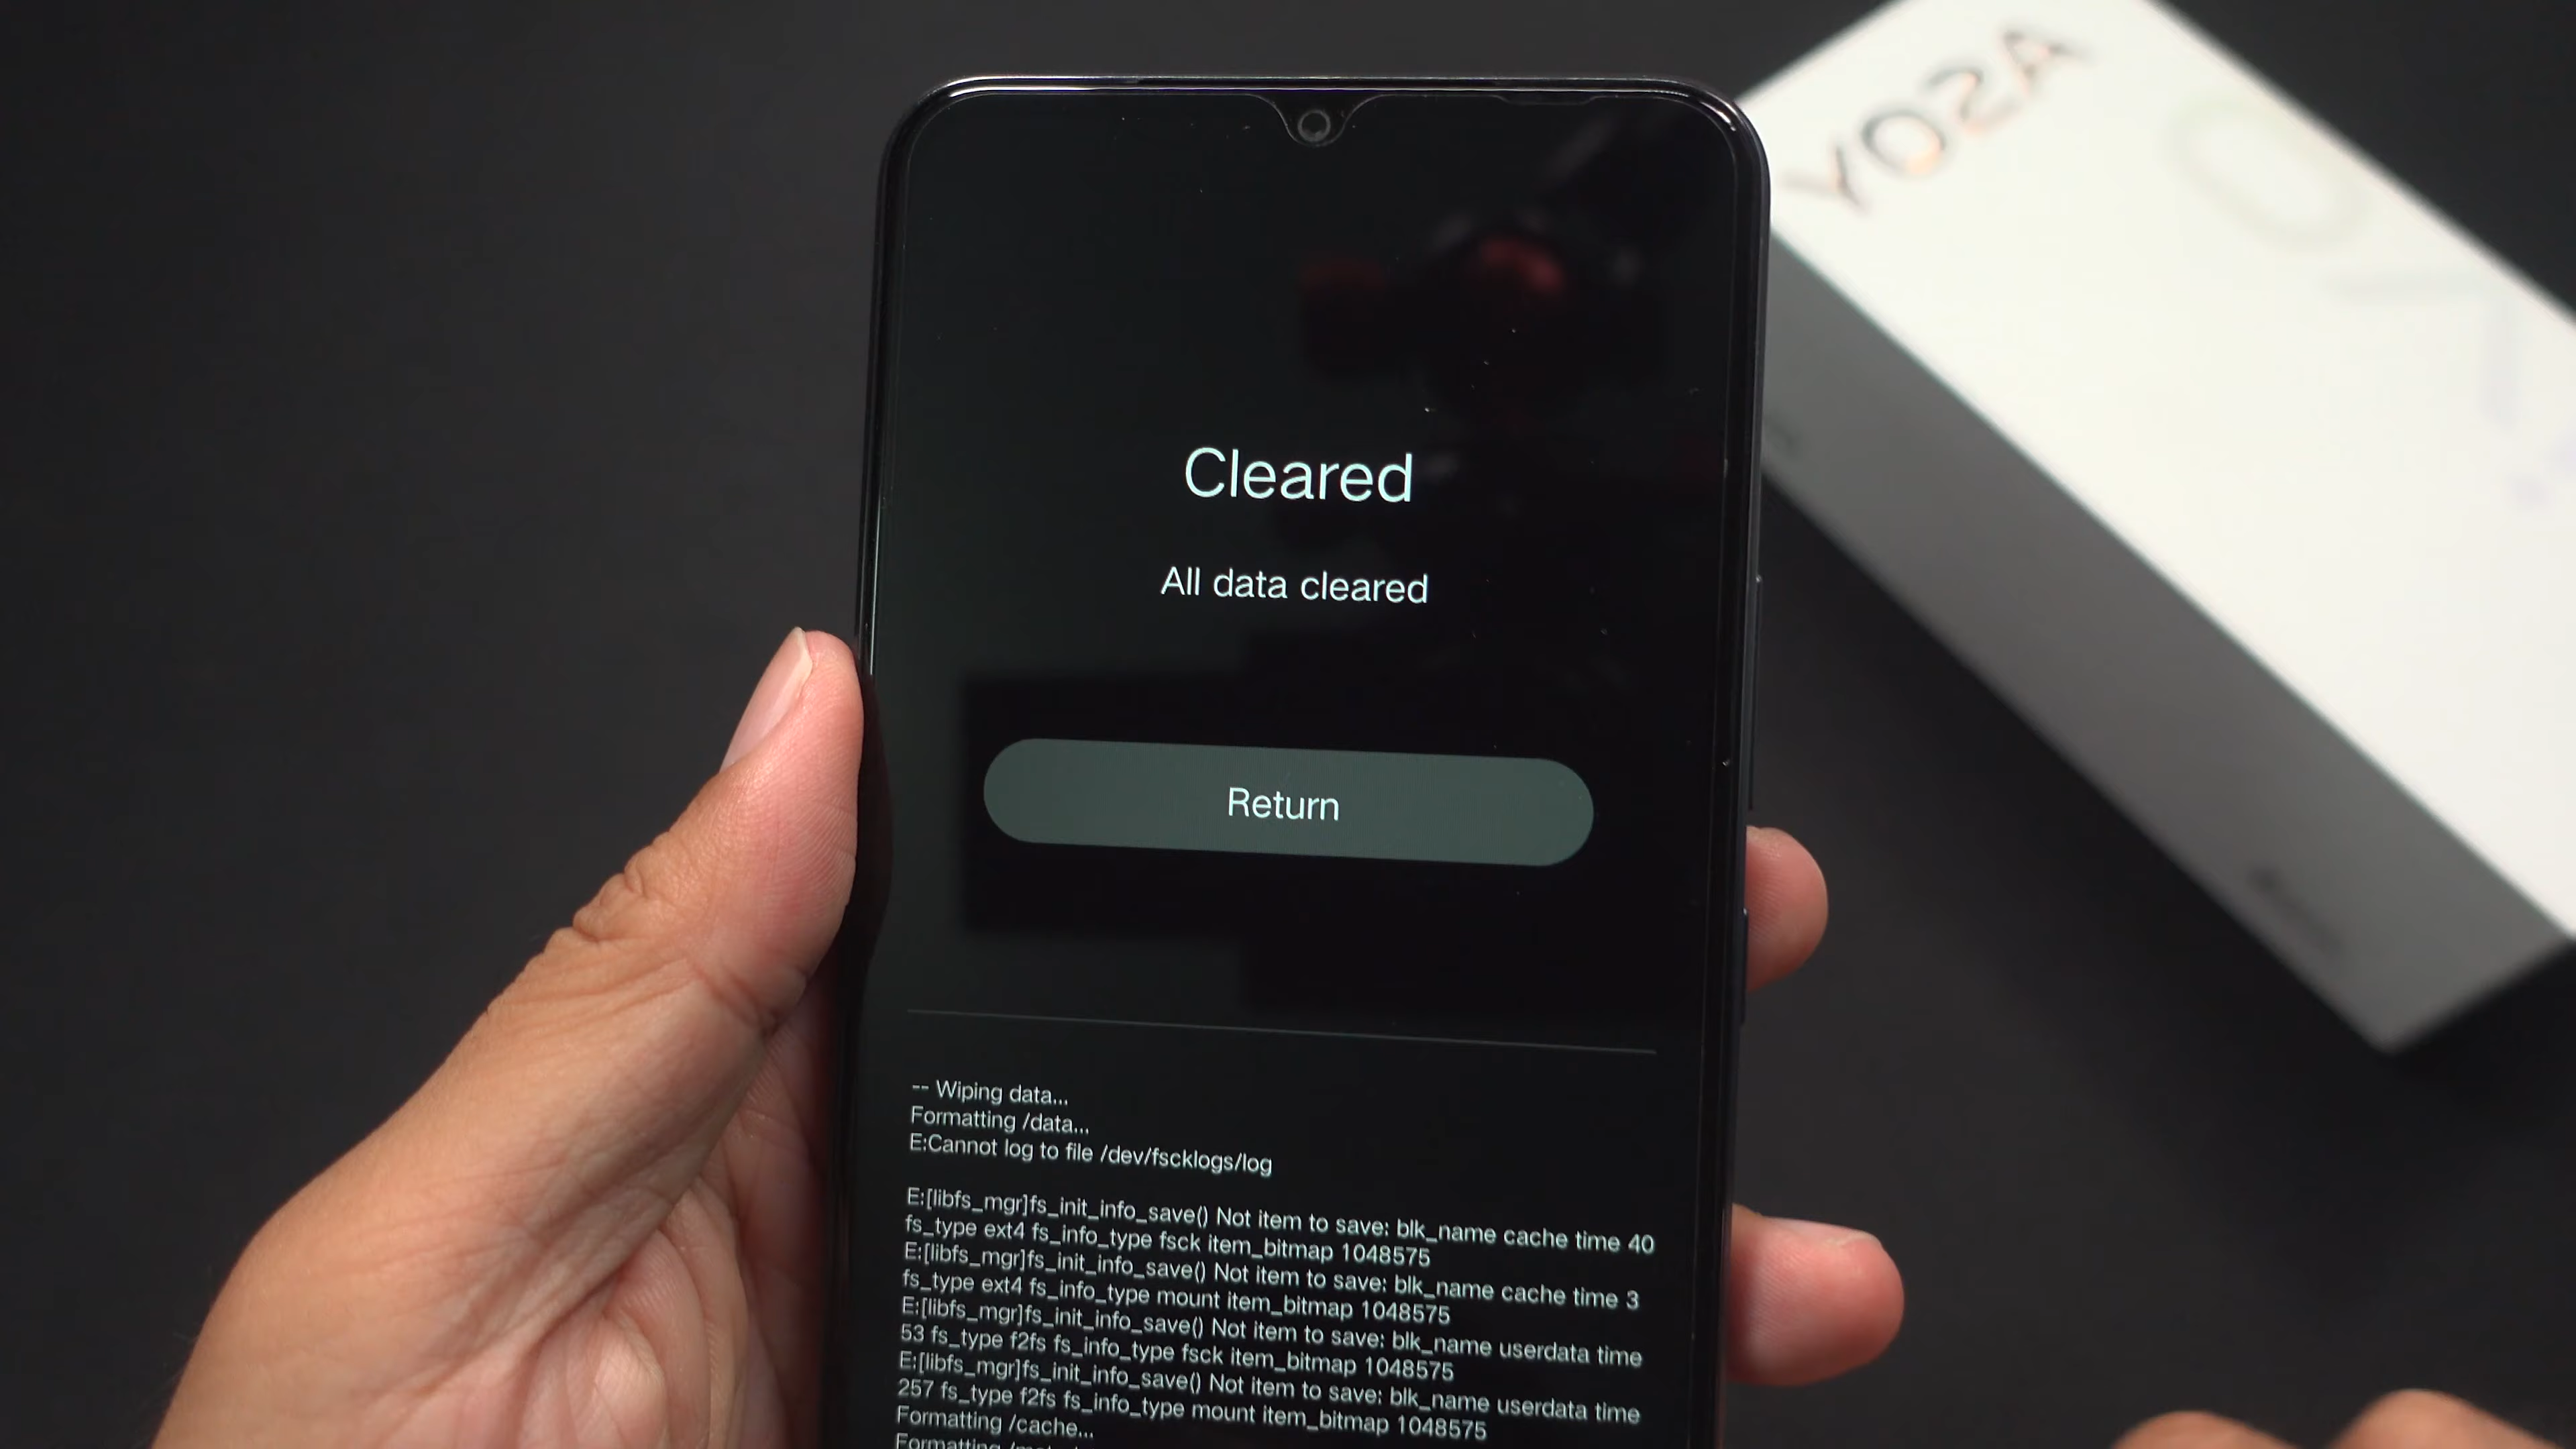 Y02A
Cleared
All data cleared
Return
-- Wiping data...
Formatting /data...
E:Cannot log to file /dev/fscklogs/log
E:[libfs_mgr]fs_init_info_save() Not item to save: blk_name cache time 40
fs_type ext4 fs_info_type fsck item_bitmap 1048575
E:[libfs_mgr]fs_init_info_save() Not item to save: blk_name cache time 3
fs_type ext4 fs_info_type mount item_bitmap 1048575
E:[libfs_mgr]fs_init_info_save() Not item to save: blk_name userdata time
53 fs_type f2fs fs_info_type fsck item_bitmap 1048575
E:[libfs_mgr]fs_init_info_save() Not item to save: blk_name userdata time
257 fs_type f2fs fs_info_type mount item_bitmap 1048575
Formatting /cache...
Formatting